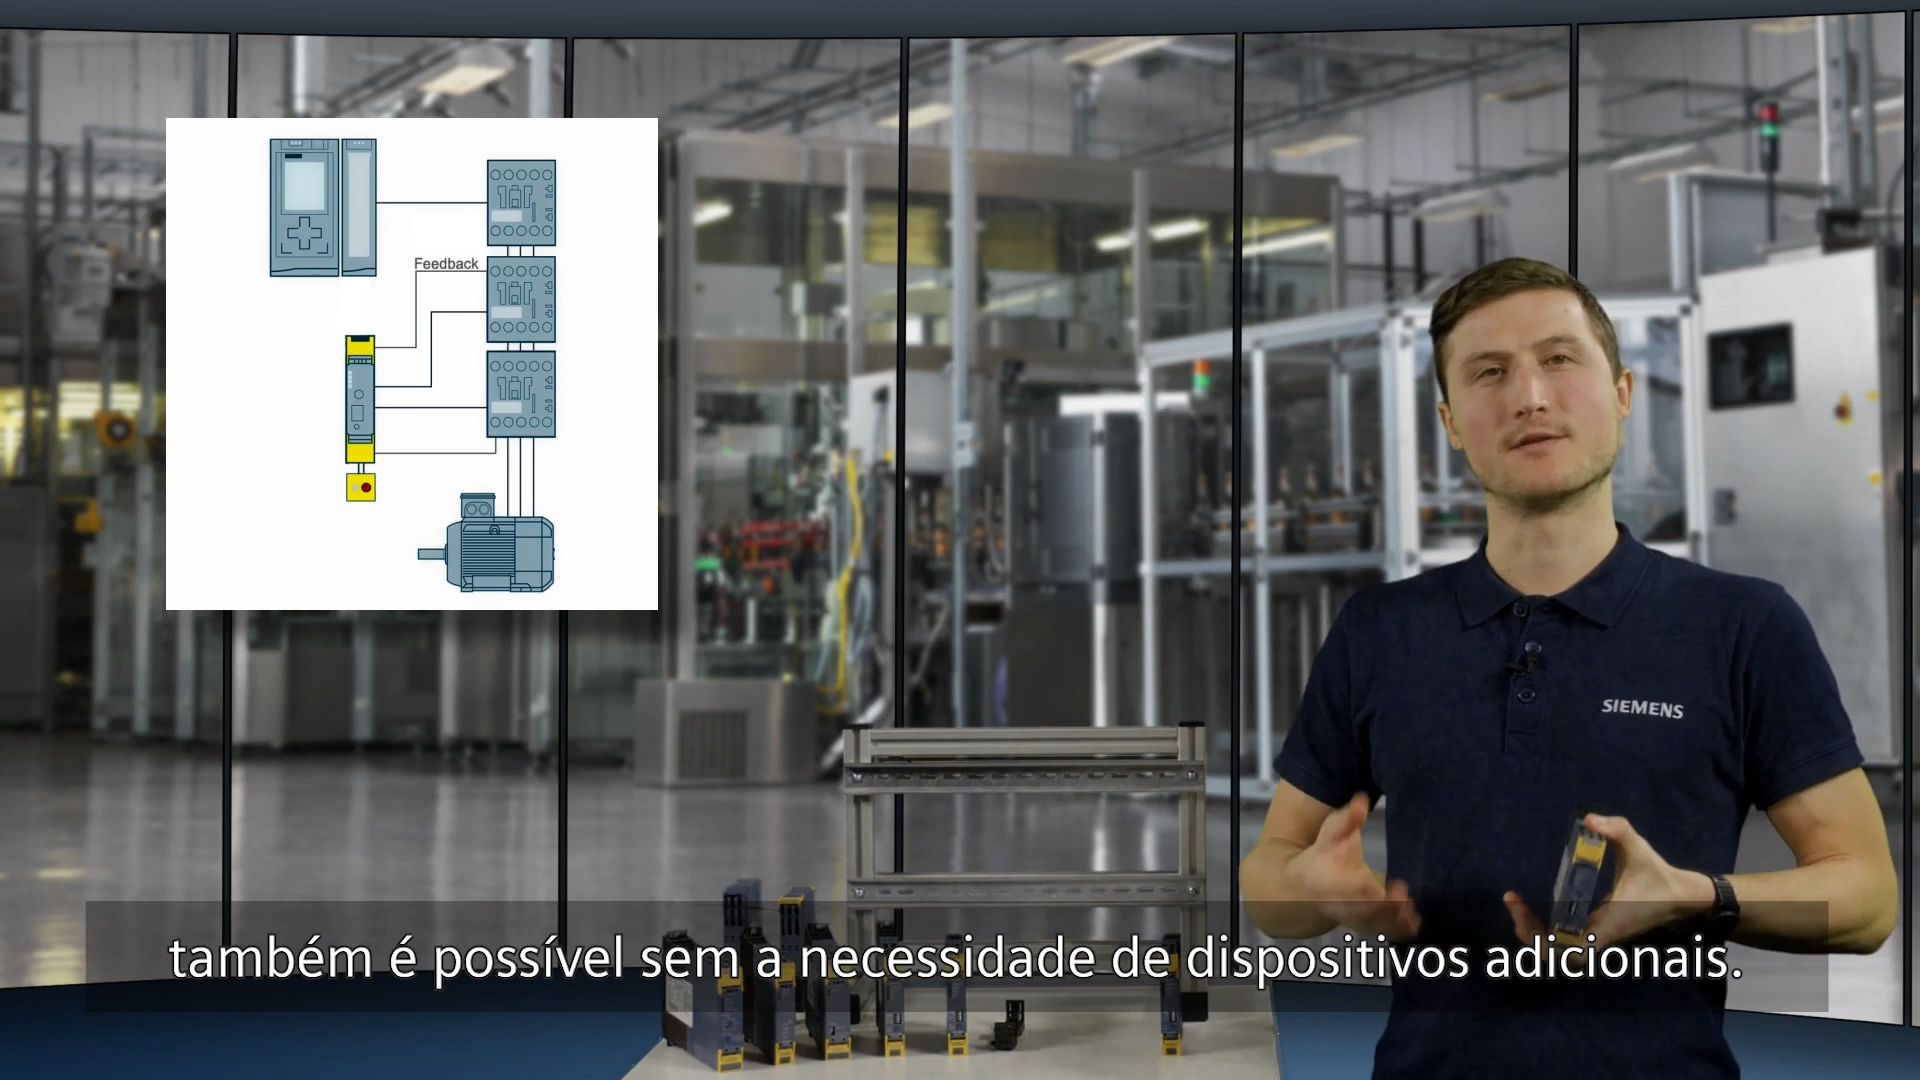 Feedback
SIEMENS
também é possível sem a necessidade de dispositivos adicionais.